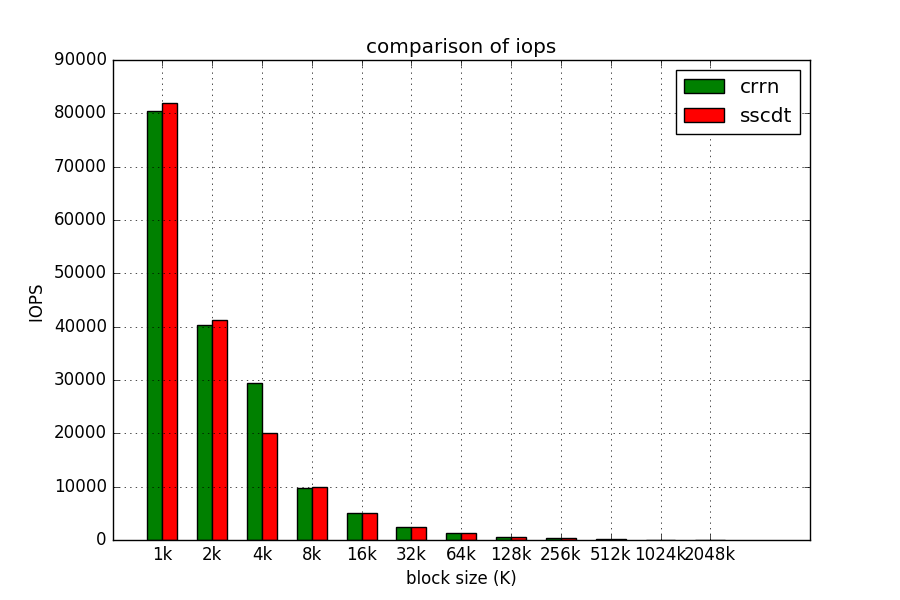 comparison of iops
crrn
sscdt
90000
80000
70000
60000
50000
40000
30000
20000
10000
0
IOPS
1k 2k 4k 8k 16k 32k 64k 128k 256k 512k 1024k 2048k
block size (K)